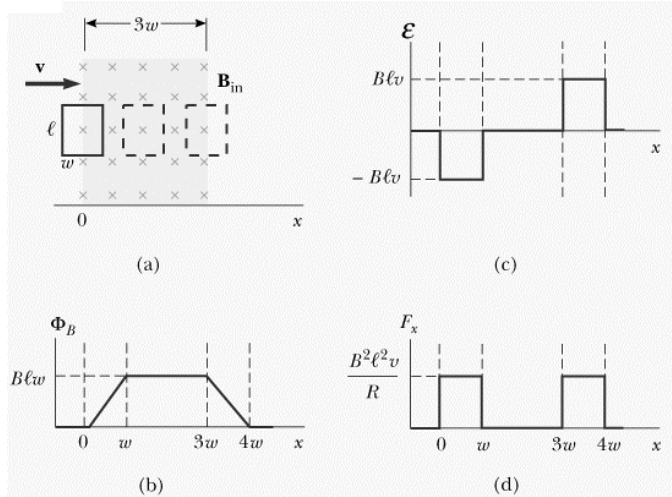 3w
v
B_in
ℓ
w
0 x
(a)
ℰ
Bℓv
x
− Bℓv
(c)
Φ_B
Bℓw
0 w 3w 4w x
(b)
F_x
B²ℓ²v
R
0 w 3w 4w x
(d)